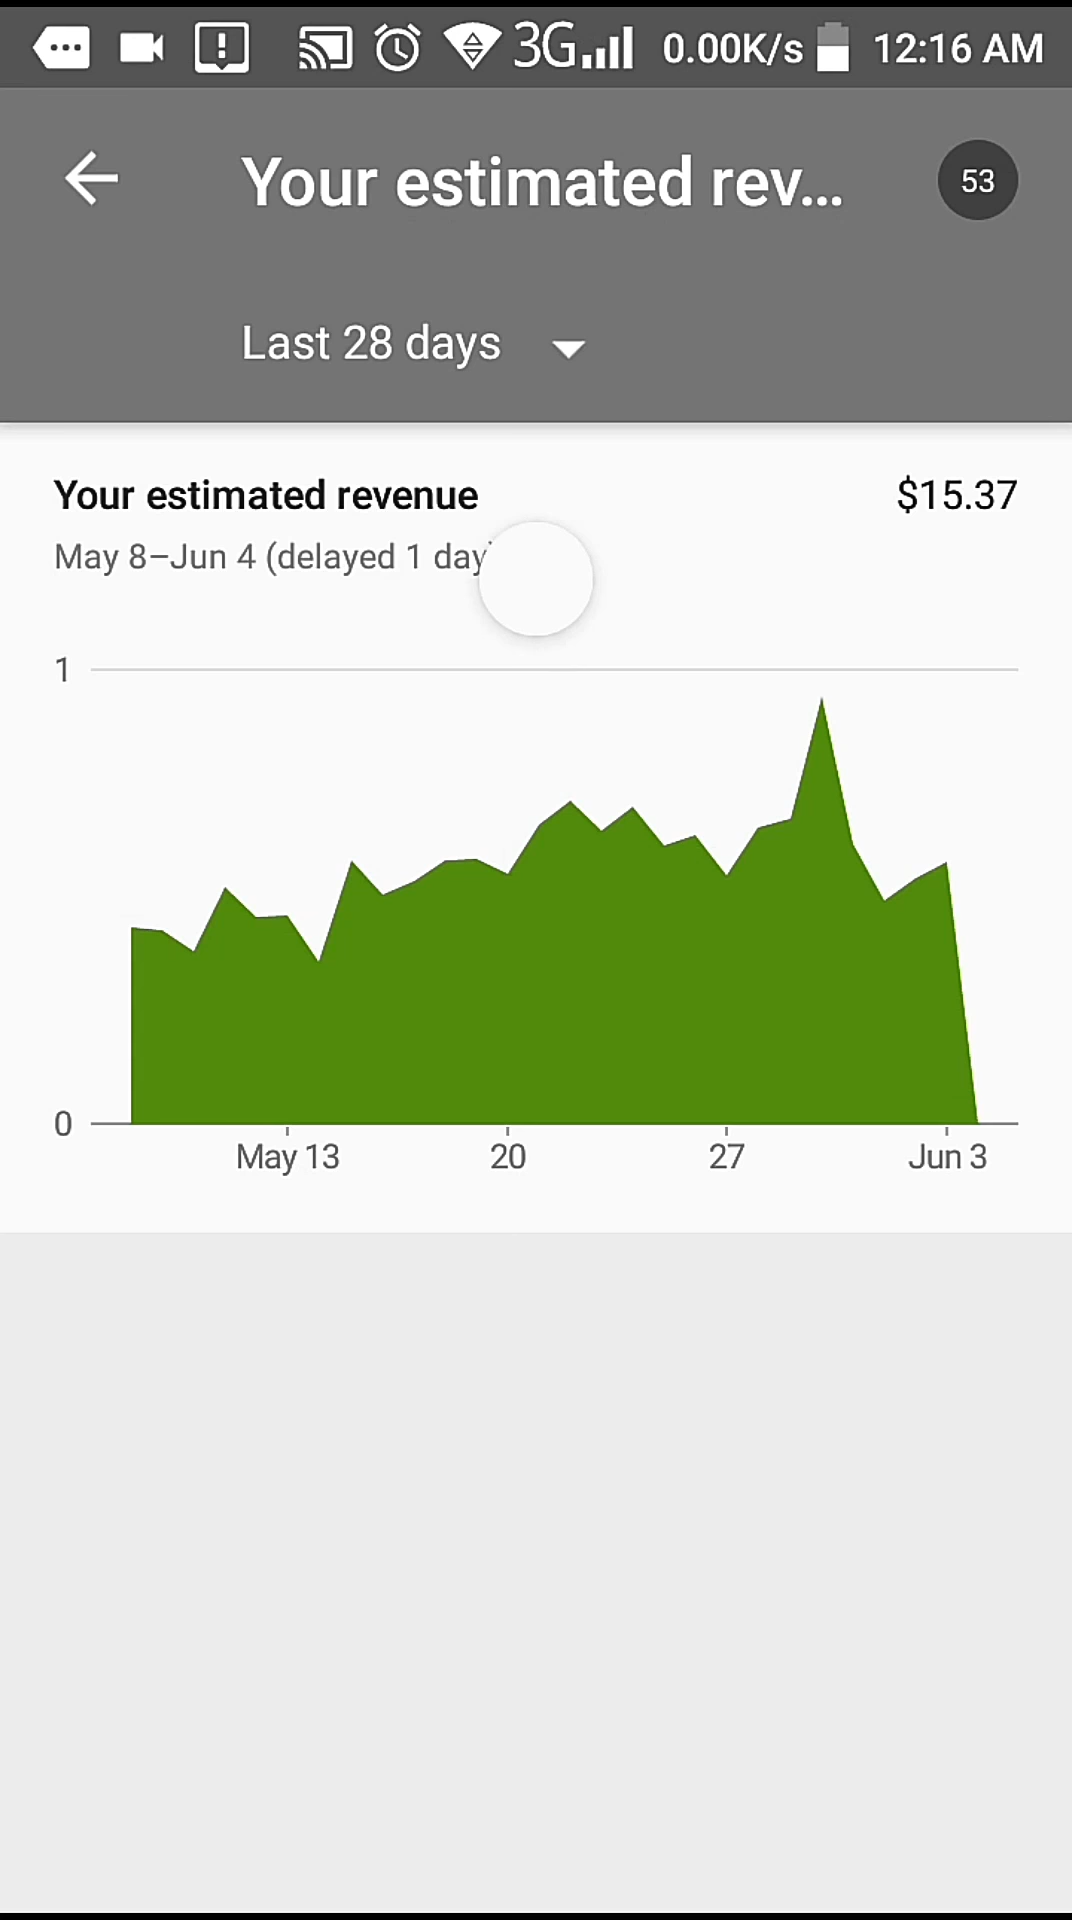 3G 0.00K/s 12:16 AM
Your estimated rev... 53
Last 28 days
Your estimated revenue $15.37
May 8–Jun 4 (delayed 1 day
1
0
May 13 20 27 Jun 3